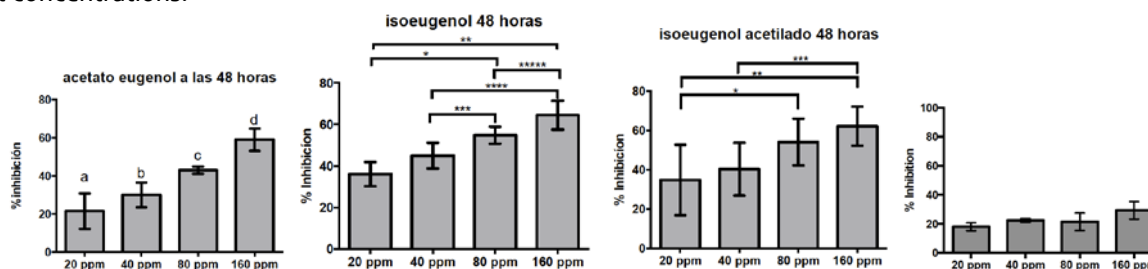 t concentrations.
acetato eugenol a las 48 horas
%inhibición
80
60
40
20
0
a
b
c
d
20 ppm 40 ppm 80 ppm 160 ppm
isoeugenol 48 horas
% Inhibicion
80
60
40
20
0
**
*
*****
****
***
20 ppm 40 ppm 80 ppm 160 ppm
isoeugenol acetilado 48 horas
% Inhibicion
80
60
40
20
0
***
**
*
20 ppm 40 ppm 80 ppm 160 ppm
% Inhibition
100
80
60
40
20
0
20 ppm 40 ppm 80 ppm 160 ppm